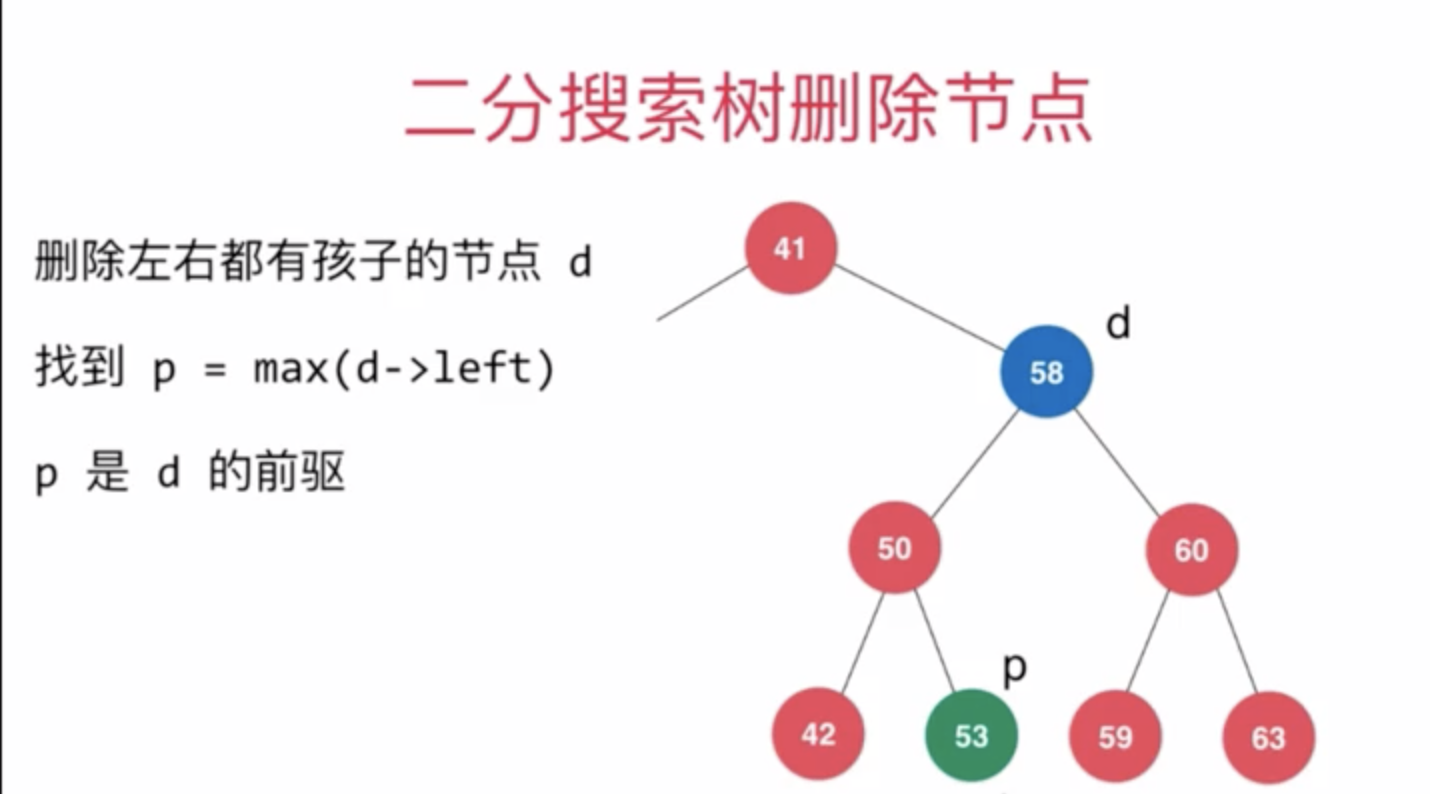 二分搜索树删除节点
删除左右都有孩子的节点 d
找到 p = max(d->left)
p 是 d 的前驱
41
d
58
50
60
p
42
53
59
63